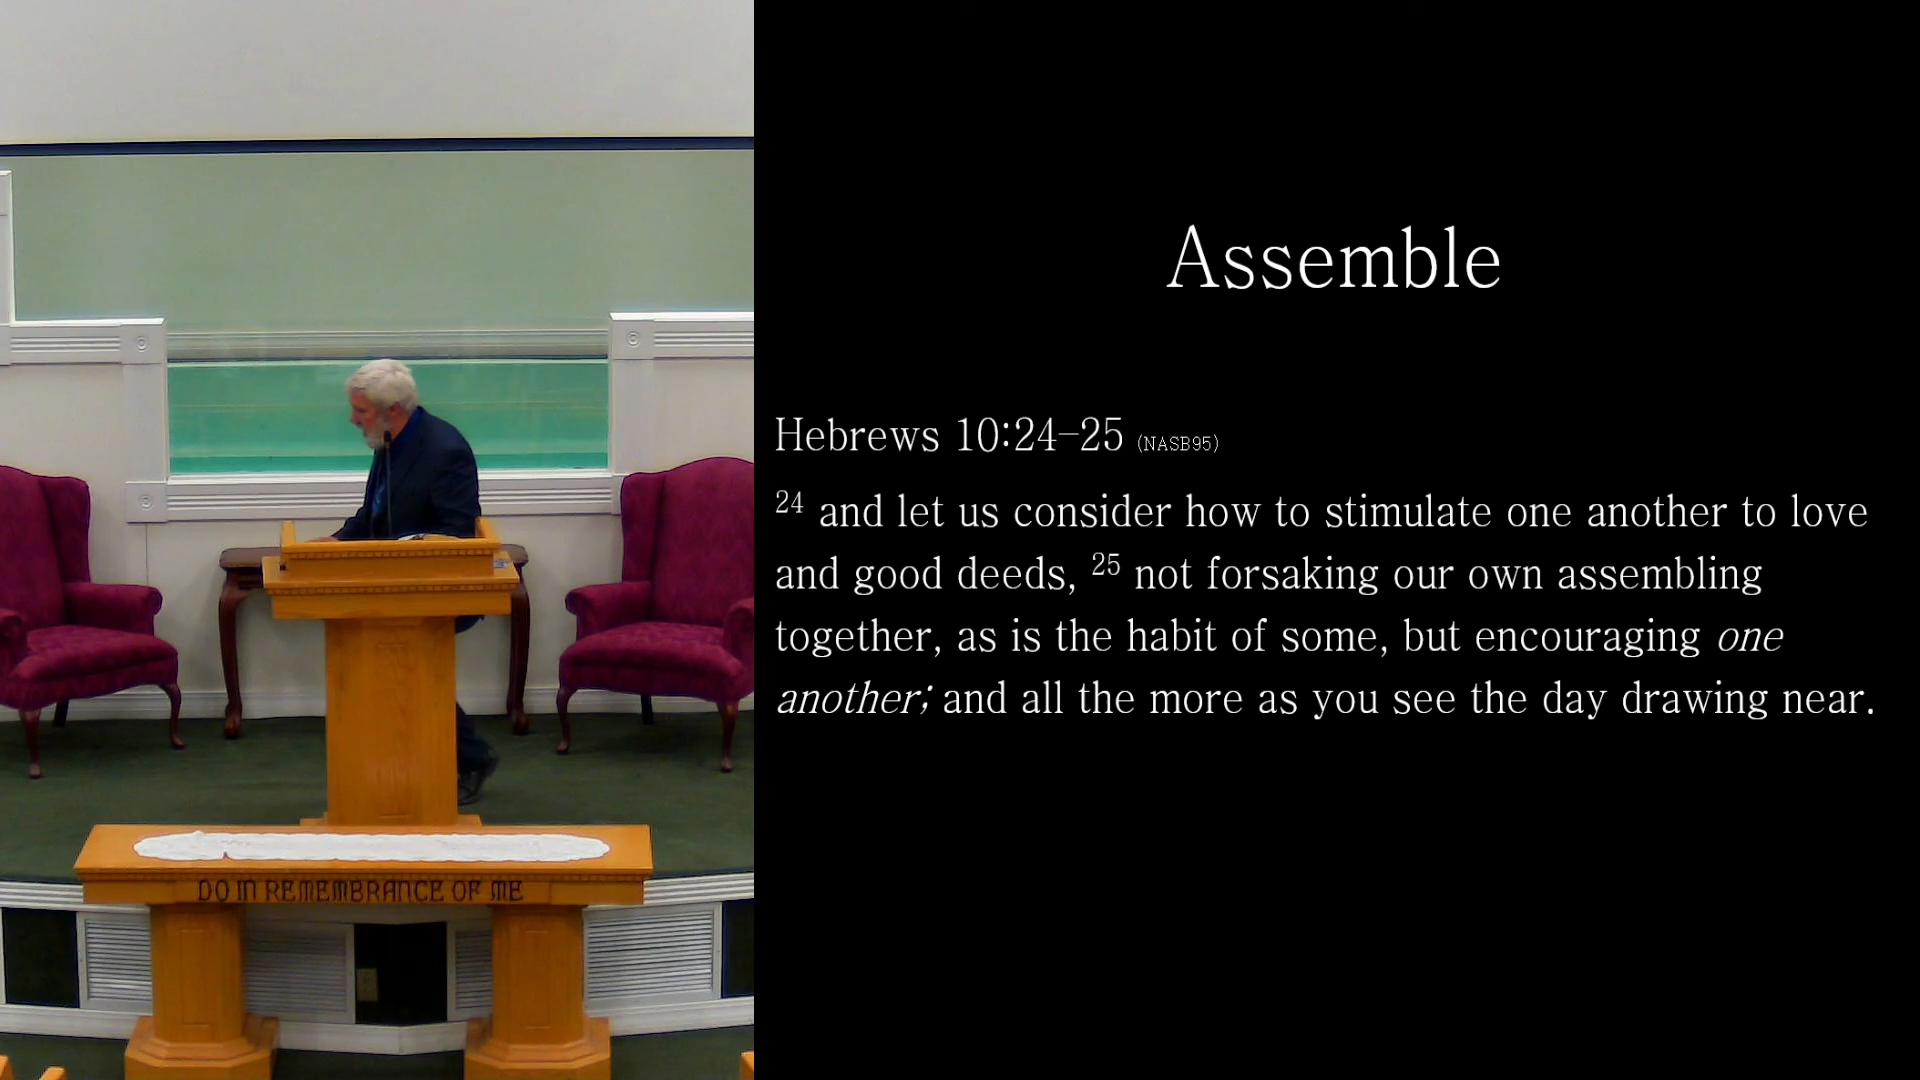 Assemble
Hebrews 10:24–25 (NASB95)
24 and let us consider how to stimulate one another to love
and good deeds, 25 not forsaking our own assembling
together, as is the habit of some, but encouraging one
another; and all the more as you see the day drawing near.
DO IN REMEMBRANCE OF ME